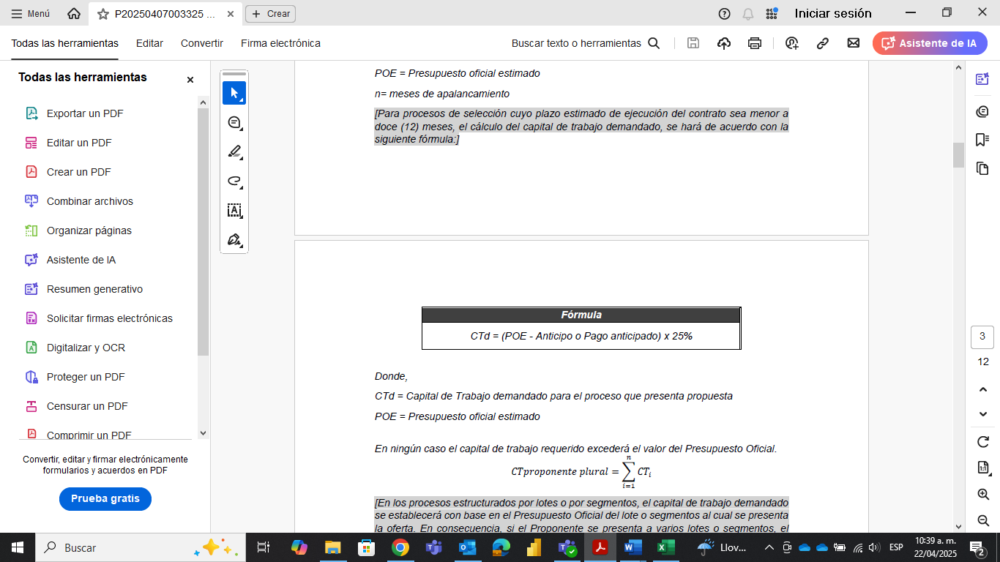 Menú
P20250407003325 ...
Crear
Iniciar sesión
Todas las herramientas
Editar
Convertir
Firma electrónica
Buscar texto o herramientas
Asistente de IA
Todas las herramientas
Exportar un PDF
Editar un PDF
Crear un PDF
Combinar archivos
Organizar páginas
Asistente de IA
Resumen generativo
Solicitar firmas electrónicas
Digitalizar y OCR
Proteger un PDF
Censurar un PDF
Comprimir un PDF
Convertir, editar y firmar electrónicamente
formularios y acuerdos en PDF
Prueba gratis
POE = Presupuesto oficial estimado
n= meses de apalancamiento
[Para procesos de selección cuyo plazo estimado de ejecución del contrato sea menor a
doce (12) meses, el cálculo del capital de trabajo demandado, se hará de acuerdo con la
siguiente fórmula:]
Fórmula
CTd = (POE - Anticipo o Pago anticipado) x 25%
Donde,
CTd = Capital de Trabajo demandado para el proceso que presenta propuesta
POE = Presupuesto oficial estimado
En ningún caso el capital de trabajo requerido excederá el valor del Presupuesto Oficial.
CTproponente plural = ∑ n i=1 CTi
[En los procesos estructurados por lotes o por segmentos, el capital de trabajo demandado
se establecerá con base en el Presupuesto Oficial del lote o segmentos al cual se presenta
la oferta. En consecuencia, si el Proponente se presenta a varios lotes o segmentos, el
3
12
1:1
Buscar
Llov...
ESP
10:39 a. m.
22/04/2025
2